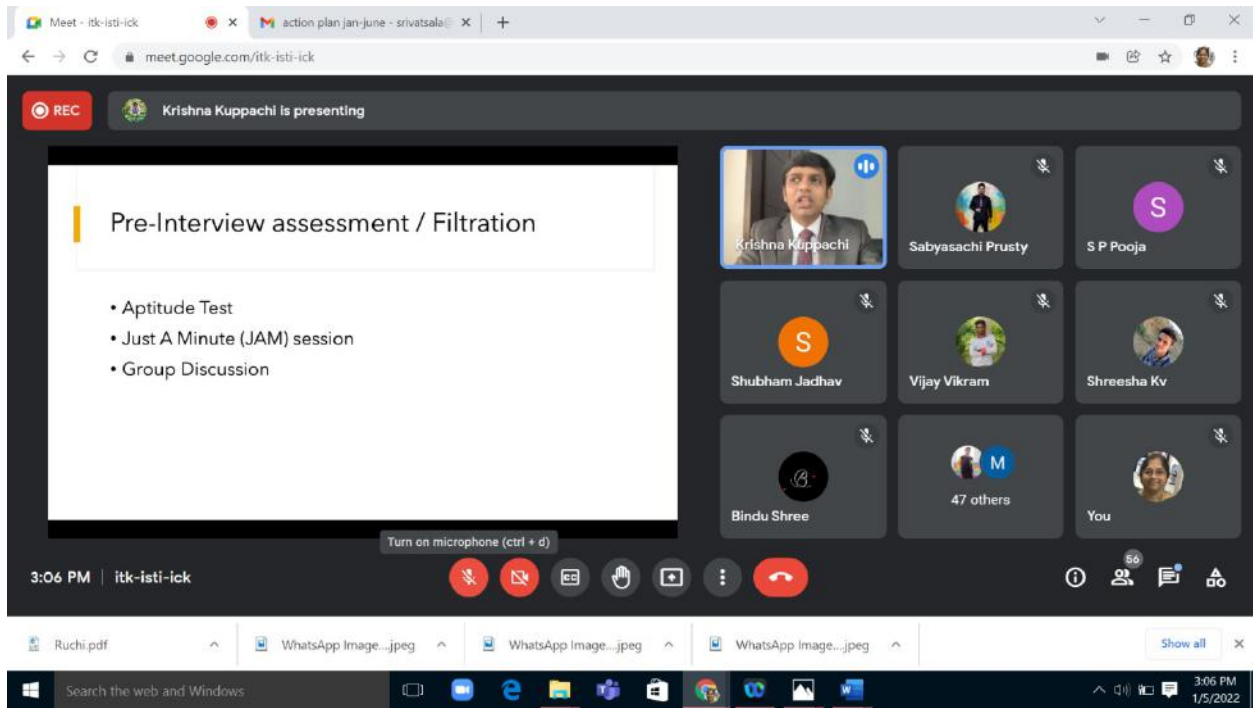 Meet - itk-isti-ick
action plan jan-june - srivatsala@
meet.google.com/itk-isti-ick
REC
Krishna Kuppachi is presenting
Pre-Interview assessment / Filtration
• Aptitude Test
• Just A Minute (JAM) session
• Group Discussion
Krishna Kuppachi
Sabyasachi Prusty
S
S P Pooja
S
Shubham Jadhav
Vijay Vikram
Shreesha Kv
B
Bindu Shree
M
47 others
You
Turn on microphone (ctrl + d)
3:06 PM | itk-isti-ick
CC
56
Ruchi.pdf
WhatsApp Image....jpeg
WhatsApp Image....jpeg
WhatsApp Image....jpeg
Show all
Search the web and Windows
3:06 PM
1/5/2022